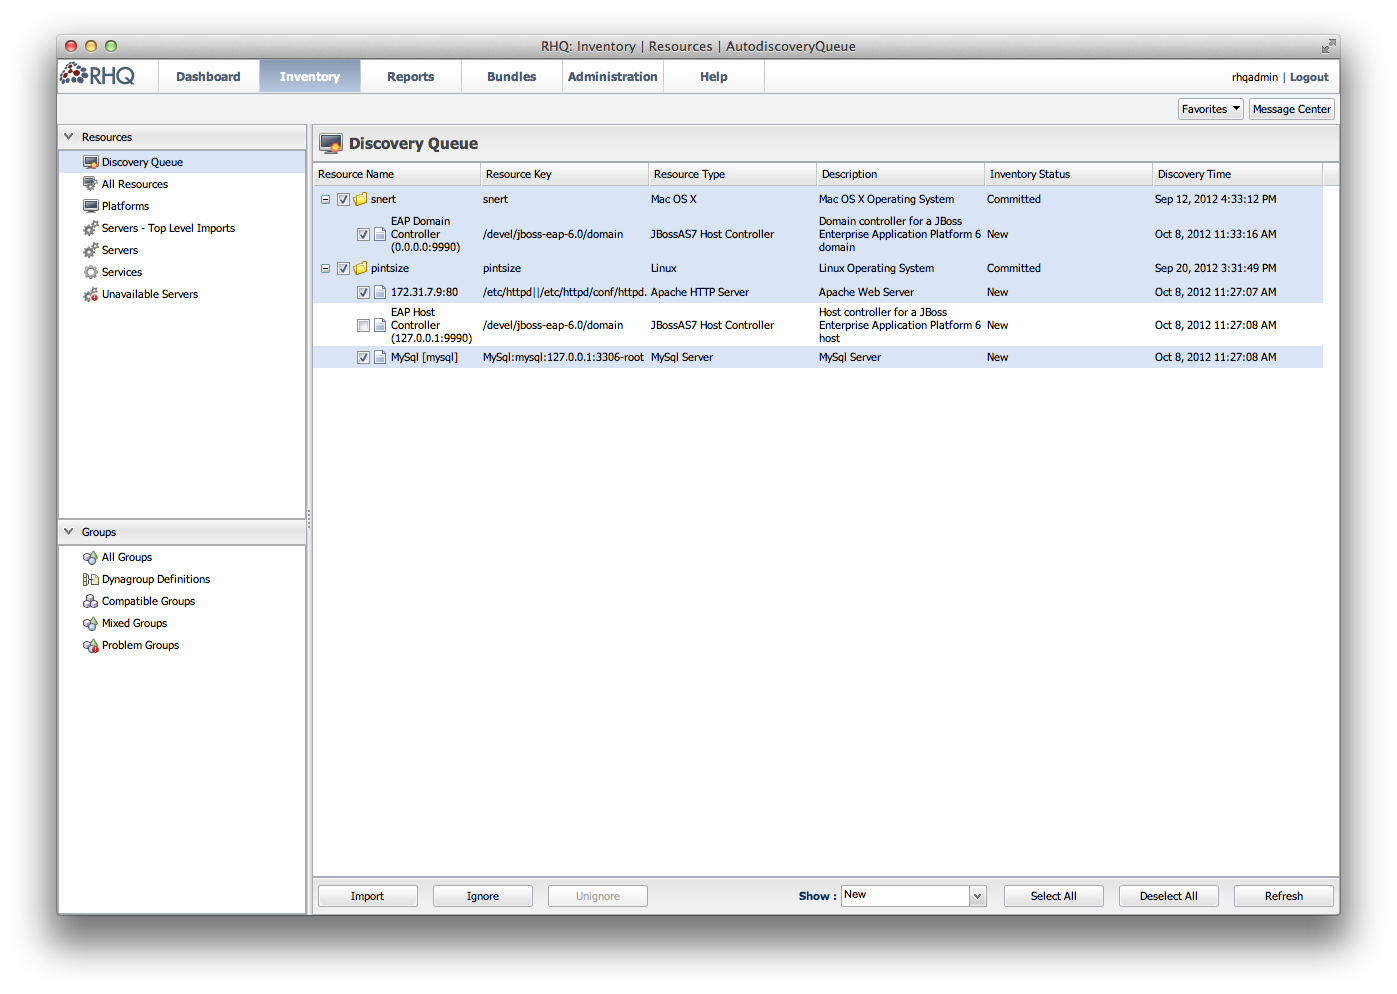 RHQ: Inventory | Resources | AutodiscoveryQueue
RHQ Dashboard Inventory Reports Bundles Administration Help rhqadmin | Logout
Favorites Message Center
Resources
Discovery Queue
All Resources
Platforms
Servers - Top Level Imports
Servers
Services
Unavailable Servers
Groups
All Groups
Dynagroup Definitions
Compatible Groups
Mixed Groups
Problem Groups
Discovery Queue
Resource Name Resource Key Resource Type Description Inventory Status Discovery Time
snert snert Mac OS X Mac OS X Operating System Committed Sep 12, 2012 4:33:12 PM
EAP Domain
Controller
(0.0.0.0:9990)
/devel/jboss-eap-6.0/domain JBossAS7 Host Controller
Domain controller for a JBoss
Enterprise Application Platform 6
domain
New Oct 8, 2012 11:33:16 AM
pintsize pintsize Linux Linux Operating System Committed Sep 20, 2012 3:31:49 PM
172.31.7.9:80 /etc/httpd||/etc/httpd/conf/httpd. Apache HTTP Server Apache Web Server New Oct 8, 2012 11:27:07 AM
EAP Host
Controller
(127.0.0.1:9990)
/devel/jboss-eap-6.0/domain JBossAS7 Host Controller
Host controller for a JBoss
Enterprise Application Platform 6
host
New Oct 8, 2012 11:27:08 AM
MySql [mysql] MySql:mysql:127.0.0.1:3306-root MySql Server MySql Server New Oct 8, 2012 11:27:08 AM
Import Ignore Unignore Show : New Select All Deselect All Refresh